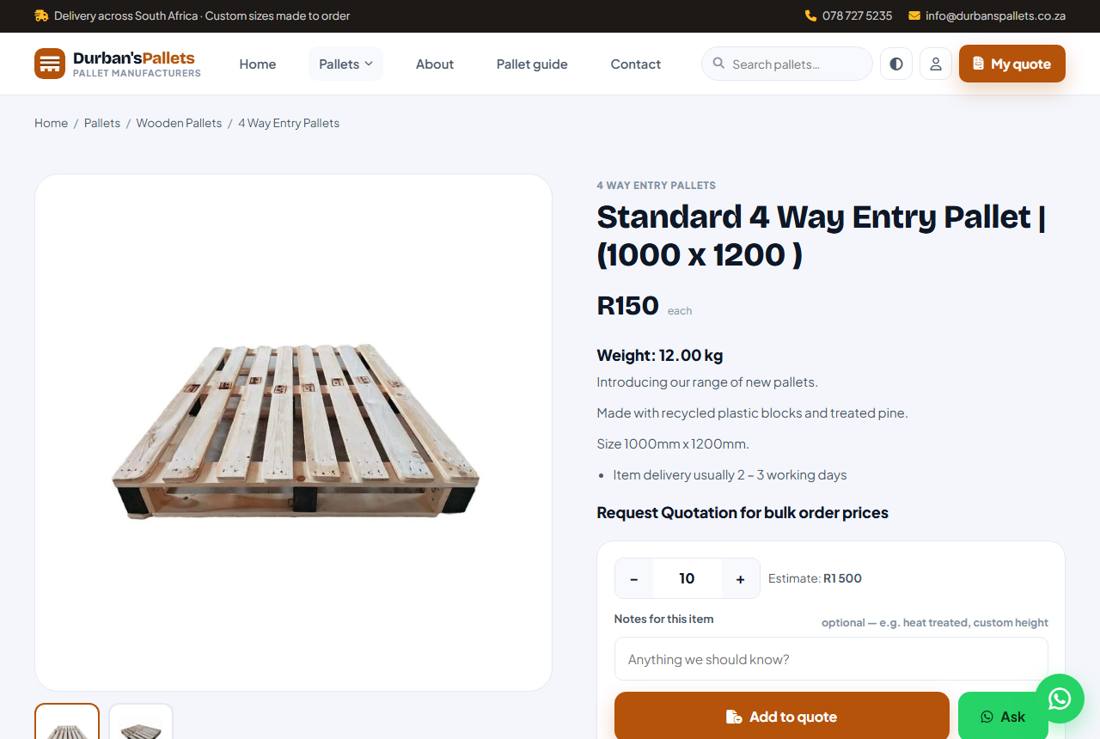 Delivery across South Africa · Custom sizes made to order
078 727 5235
info@durbanspallets.co.za
Durban'sPallets
PALLET MANUFACTURERS
Home
Pallets
About
Pallet guide
Contact
Search pallets...
My quote
Home / Pallets / Wooden Pallets / 4 Way Entry Pallets
4 WAY ENTRY PALLETS
Standard 4 Way Entry Pallet |
(1000 x 1200 )
R150 each
Weight: 12.00 kg
Introducing our range of new pallets.
Made with recycled plastic blocks and treated pine.
Size 1000mm x 1200mm.
• Item delivery usually 2 – 3 working days
Request Quotation for bulk order prices
– 10 + Estimate: R1 500
Notes for this item
optional — e.g. heat treated, custom height
Anything we should know?
Add to quote
Ask